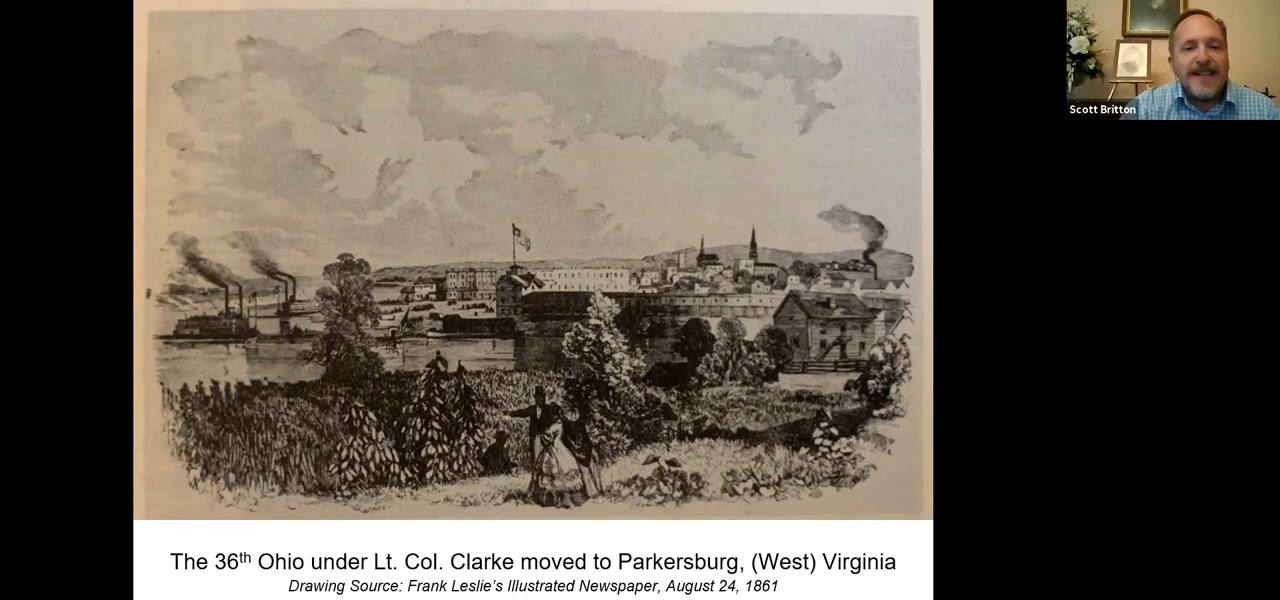 Scott Britton
The 36th Ohio under Lt. Col. Clarke moved to Parkersburg, (West) Virginia
Drawing Source: Frank Leslie's Illustrated Newspaper, August 24, 1861